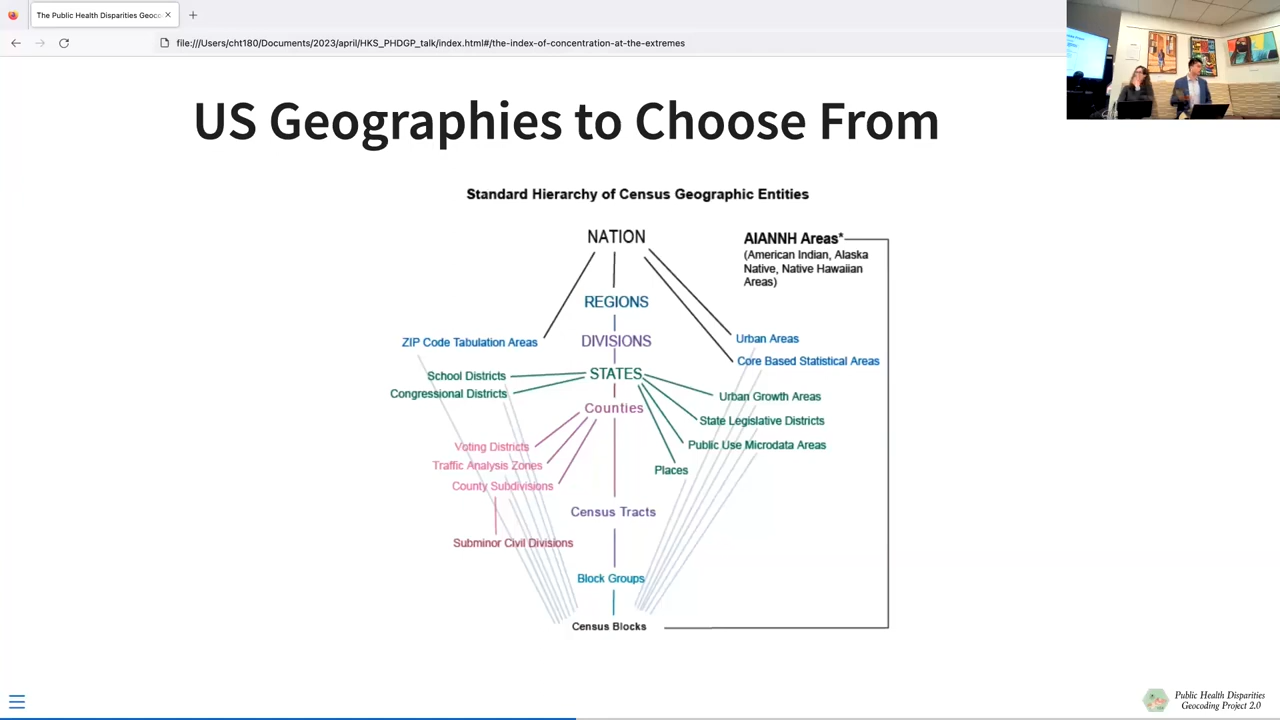 The Public Health Disparities Geoco
file:///Users/cht180/Documents/2023/april/HKS_PHDGP_talk/index.html#/the-index-of-concentration-at-the-extremes
US Geographies to Choose From
Standard Hierarchy of Census Geographic Entities
NATION
AIANNH Areas*
(American Indian, Alaska
Native, Native Hawaiian
Areas)
REGIONS
ZIP Code Tabulation Areas
DIVISIONS
Urban Areas
Core Based Statistical Areas
School Districts
STATES
Congressional Districts
Urban Growth Areas
Counties
State Legislative Districts
Voting Districts
Public Use Microdata Areas
Traffic Analysis Zones
Places
County Subdivisions
Census Tracts
Subminor Civil Divisions
Block Groups
Census Blocks
Public Health Disparities
Geocoding Project 2.0